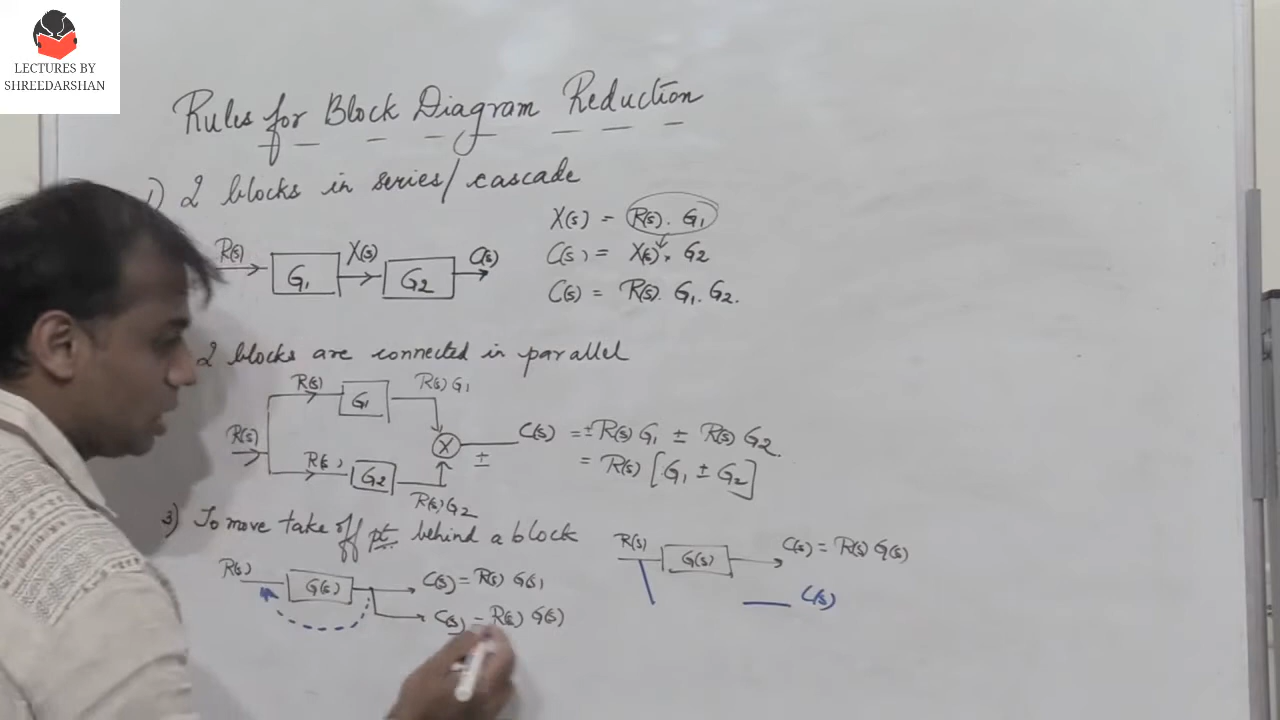 LECTURES BY
SHREEDARSHAN
Rules for Block Diagram Reduction
1) 2 blocks in series/cascade
R(s) G1 X(s) G2 C(s)
X(s) = R(s). G1
C(s) = X(s). G2
C(s) = R(s). G1. G2.
2 blocks are connected in parallel
R(s) R(s) G1 R(s) G1
R(s) G2 R(s) G2
X ±
C(s) = ± R(s) G1 ± R(s) G2.
= R(s) [G1 ± G2]
3) To move take off pt. behind a block
R(s) G(s) C(s) = R(s) G(s)
C(s) = R(s) G(s)
R(s) G(s) C(s) = R(s) G(s)
C(s)